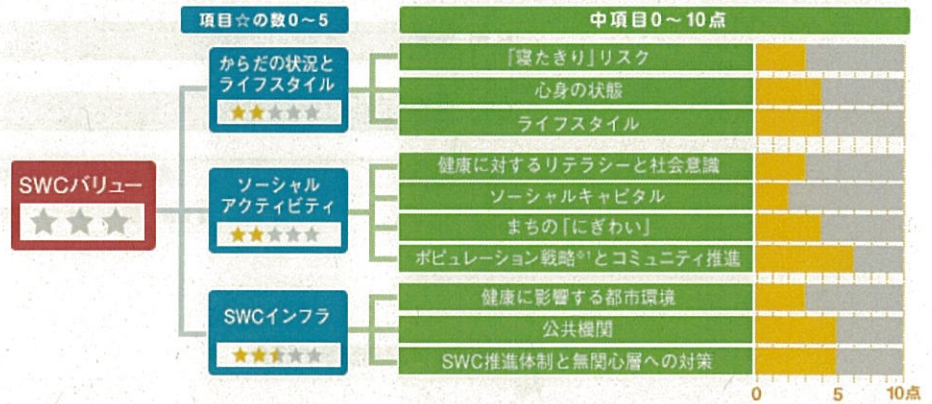 項目☆の数0～5
中項目0～10点
からだの状況と
ライフスタイル
「寝たきり」リスク
心身の状態
ライフスタイル
SWCバリュー
ソーシャル
アクティビティ
健康に対するリテラシーと社会意識
ソーシャルキャピタル
まちの「にぎわい」
ポピュレーション戦略※1とコミュニティ推進
SWCインフラ
健康に影響する都市環境
公共機関
SWC推進体制と無関心層への対策
0 5 10点